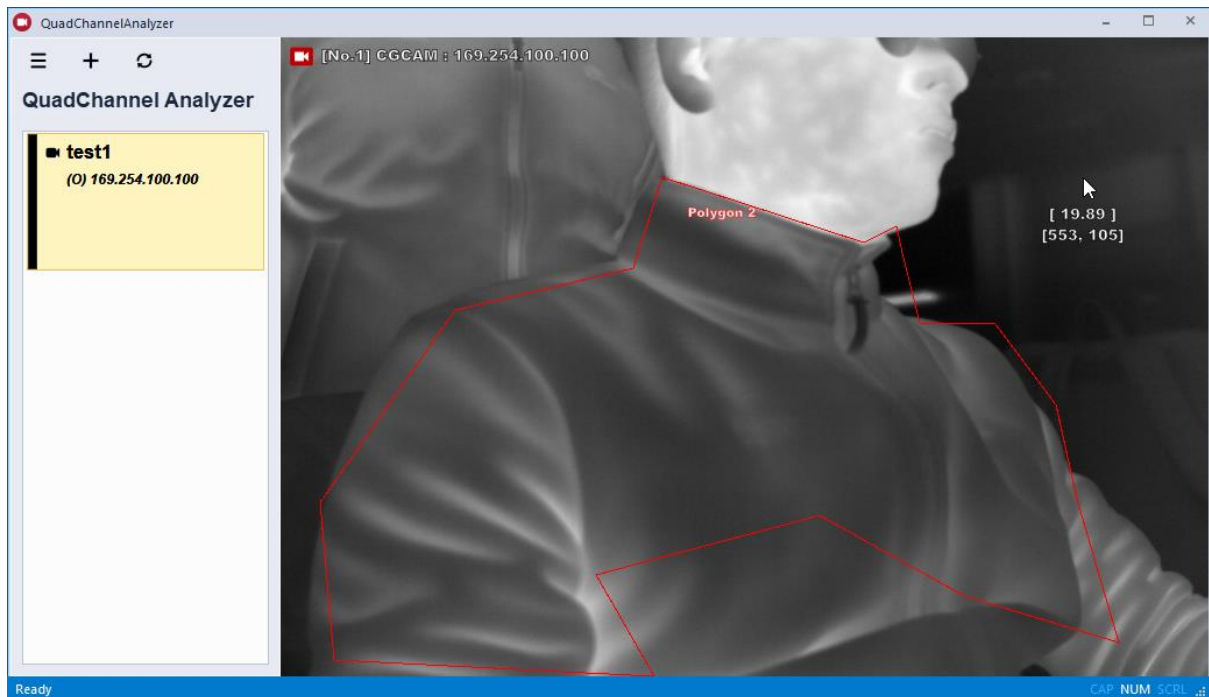 QuadChannelAnalyzer
QuadChannel Analyzer
test1
(O) 169.254.100.100
[No.1] CGCAM : 169.254.100.100
Polygon 2
[ 19.89 ]
[553, 105]
Ready
CAP NUM SCRL